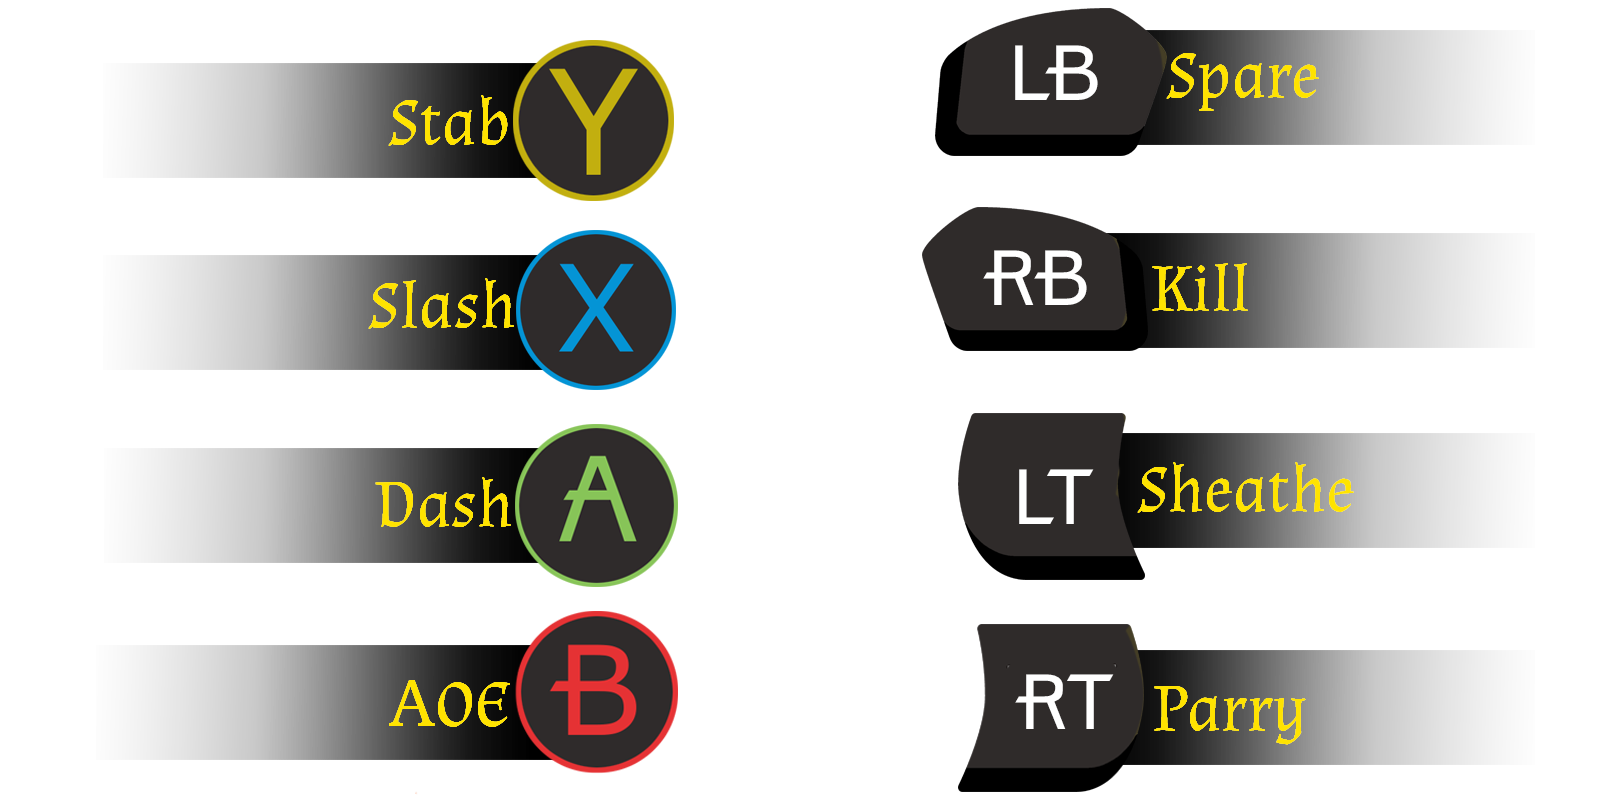 Stab Y
Slash X
Dash A
AOE B
LB Spare
RB Kill
LT Sheathe
RT Parry